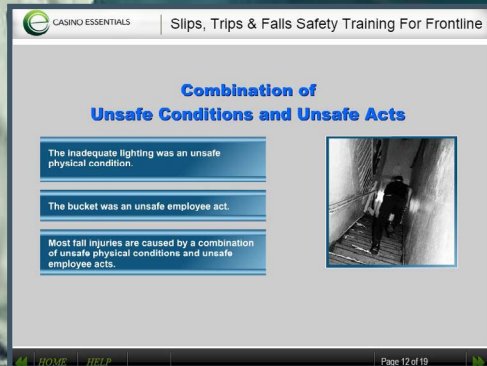 CASINO ESSENTIALS
Slips, Trips & Falls Safety Training For Frontline
Combination of
Unsafe Conditions and Unsafe Acts
The inadequate lighting was an unsafe
physical condition.
The bucket was an unsafe employee act.
Most fall injuries are caused by a combination
of unsafe physical conditions and unsafe
employee acts.
HOME HELP Page 12 of 19